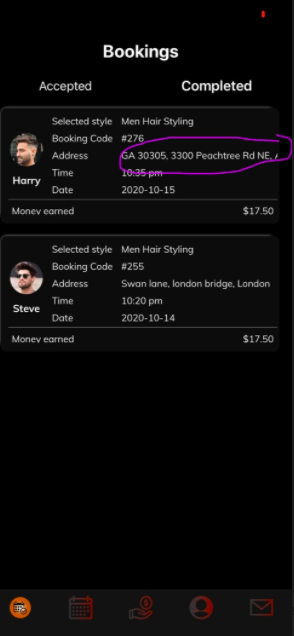 Bookings
Accepted Completed
Selected style Men Hair Styling
Booking Code #276
Address GA 30305, 3300 Peachtree Rd NE,
Time 10:35 pm
Harry
Date 2020-10-15
Money earned $17.50
Selected style Men Hair Styling
Booking Code #255
Address Swan lane, london bridge, London
Time 10:20 pm
Steve
Date 2020-10-14
Money earned $17.50